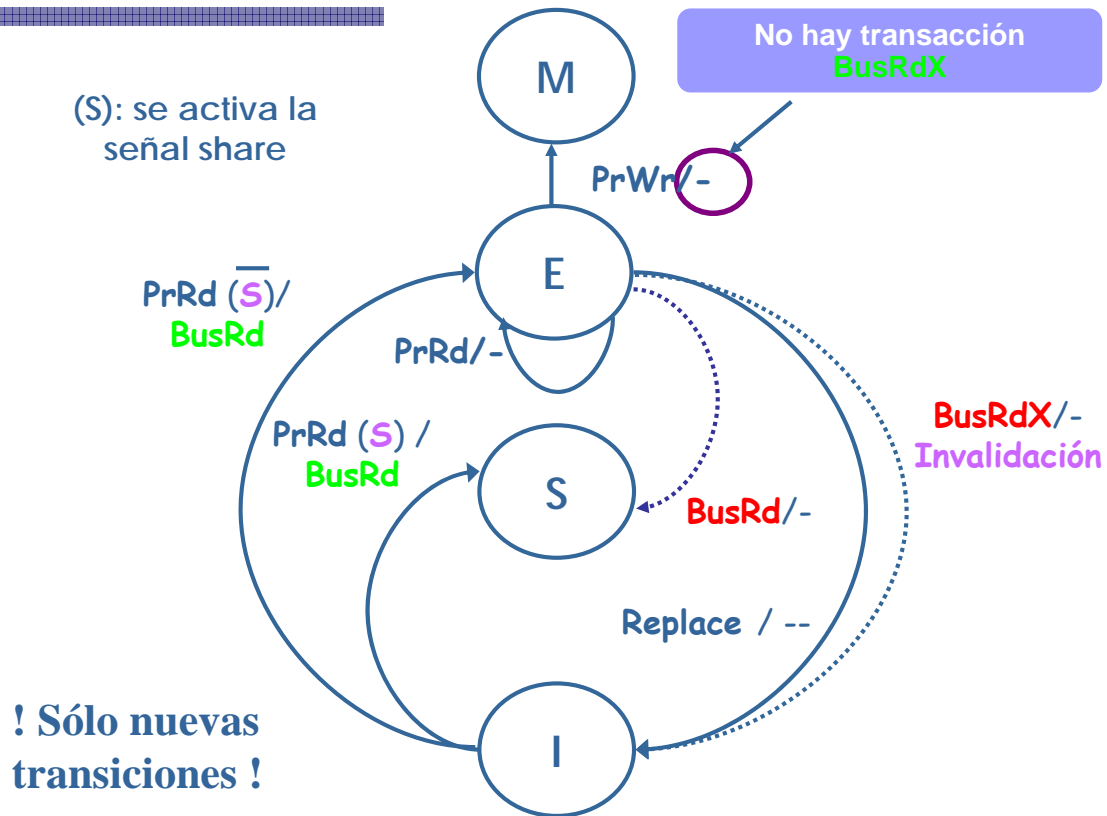 No hay transacción
BusRdX
M
(S): se activa la
señal share
PrWr/-
E
PrRd (S̅)/
BusRd
PrRd/-
PrRd (S) /
BusRd
BusRdX/-
Invalidación
S
BusRd/-
Replace / --
! Sólo nuevas
transiciones !
I